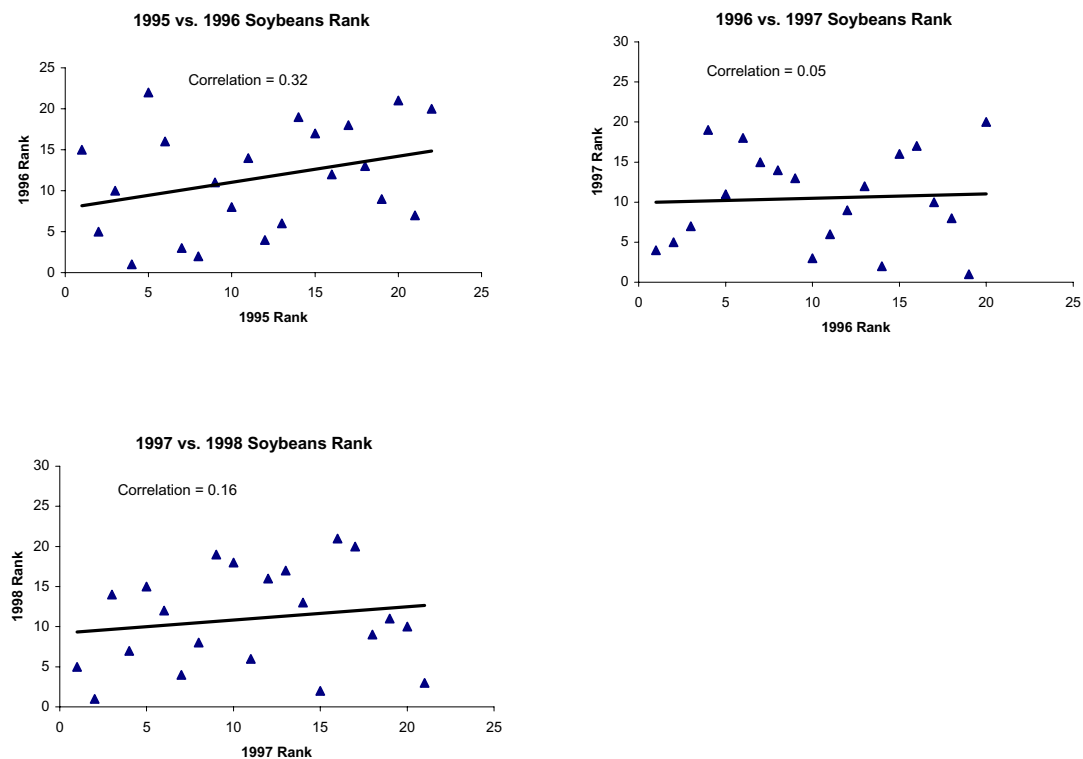 1995 vs. 1996 Soybeans Rank
Correlation = 0.32
25
20
15
10
5
0
1996 Rank
0 5 10 15 20 25
1995 Rank
1996 vs. 1997 Soybeans Rank
Correlation = 0.05
30
25
20
15
10
5
0
1997 Rank
0 5 10 15 20 25
1996 Rank
1997 vs. 1998 Soybeans Rank
Correlation = 0.16
30
25
20
15
10
5
0
1998 Rank
0 5 10 15 20 25
1997 Rank